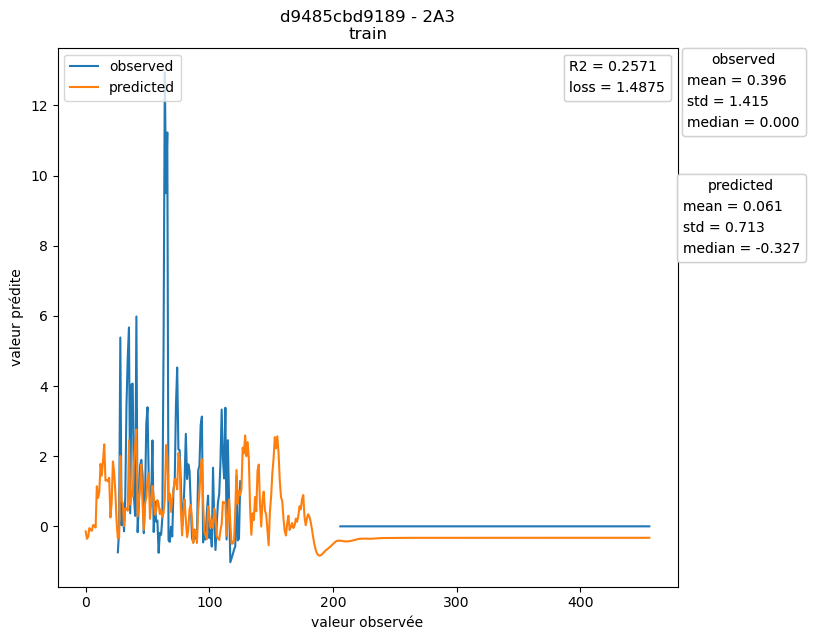 d9485cbd9189 - 2A3
train
observed
predicted
R2 = 0.2571
loss = 1.4875
observed
mean = 0.396
std = 1.415
median = 0.000
predicted
mean = 0.061
std = 0.713
median = -0.327
valeur prédite
12
10
8
6
4
2
0
0 100 200 300 400
valeur observée